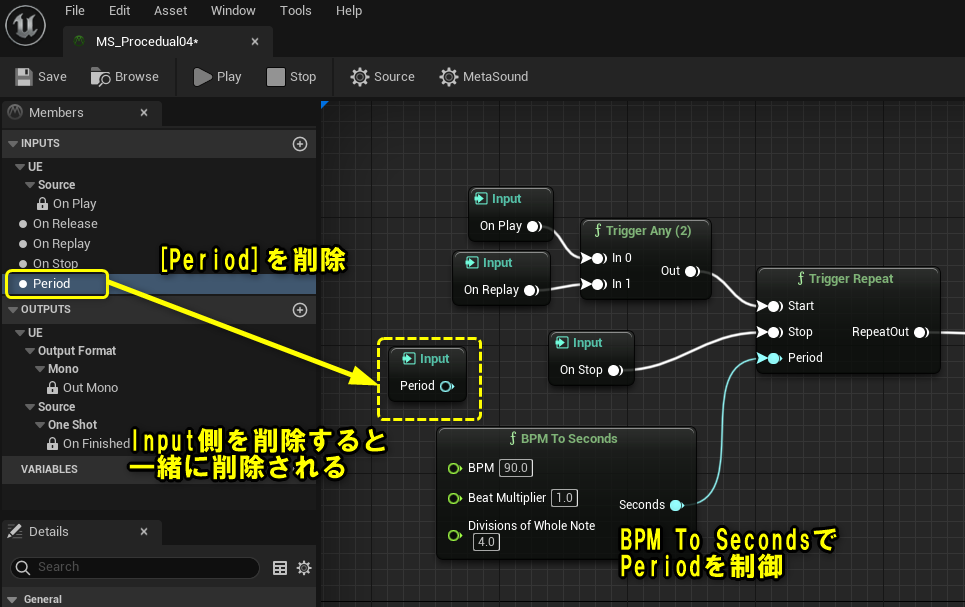 File Edit Asset Window Tools Help
MS_Procedual04*
Save Browse Play Stop Source MetaSound
Members
INPUTS
UE
Source
On Play
On Release
On Replay
On Stop
Period
OUTPUTS
UE
Output Format
Mono
Out Mono
Source
One Shot
On Finished
VARIABLES
Details
Search
General
[Period]を削除
Input側を削除すると
一緒に削除される
Input
On Play
Input
On Replay
Trigger Any (2)
In 0
Out
In 1
Input
Period
Input
On Stop
Trigger Repeat
Start
Stop RepeatOut
Period
BPM To Seconds
BPM 90.0
Beat Multiplier 1.0
Seconds
Divisions of Whole Note
4.0
BPM To Secondsで
Periodを制御